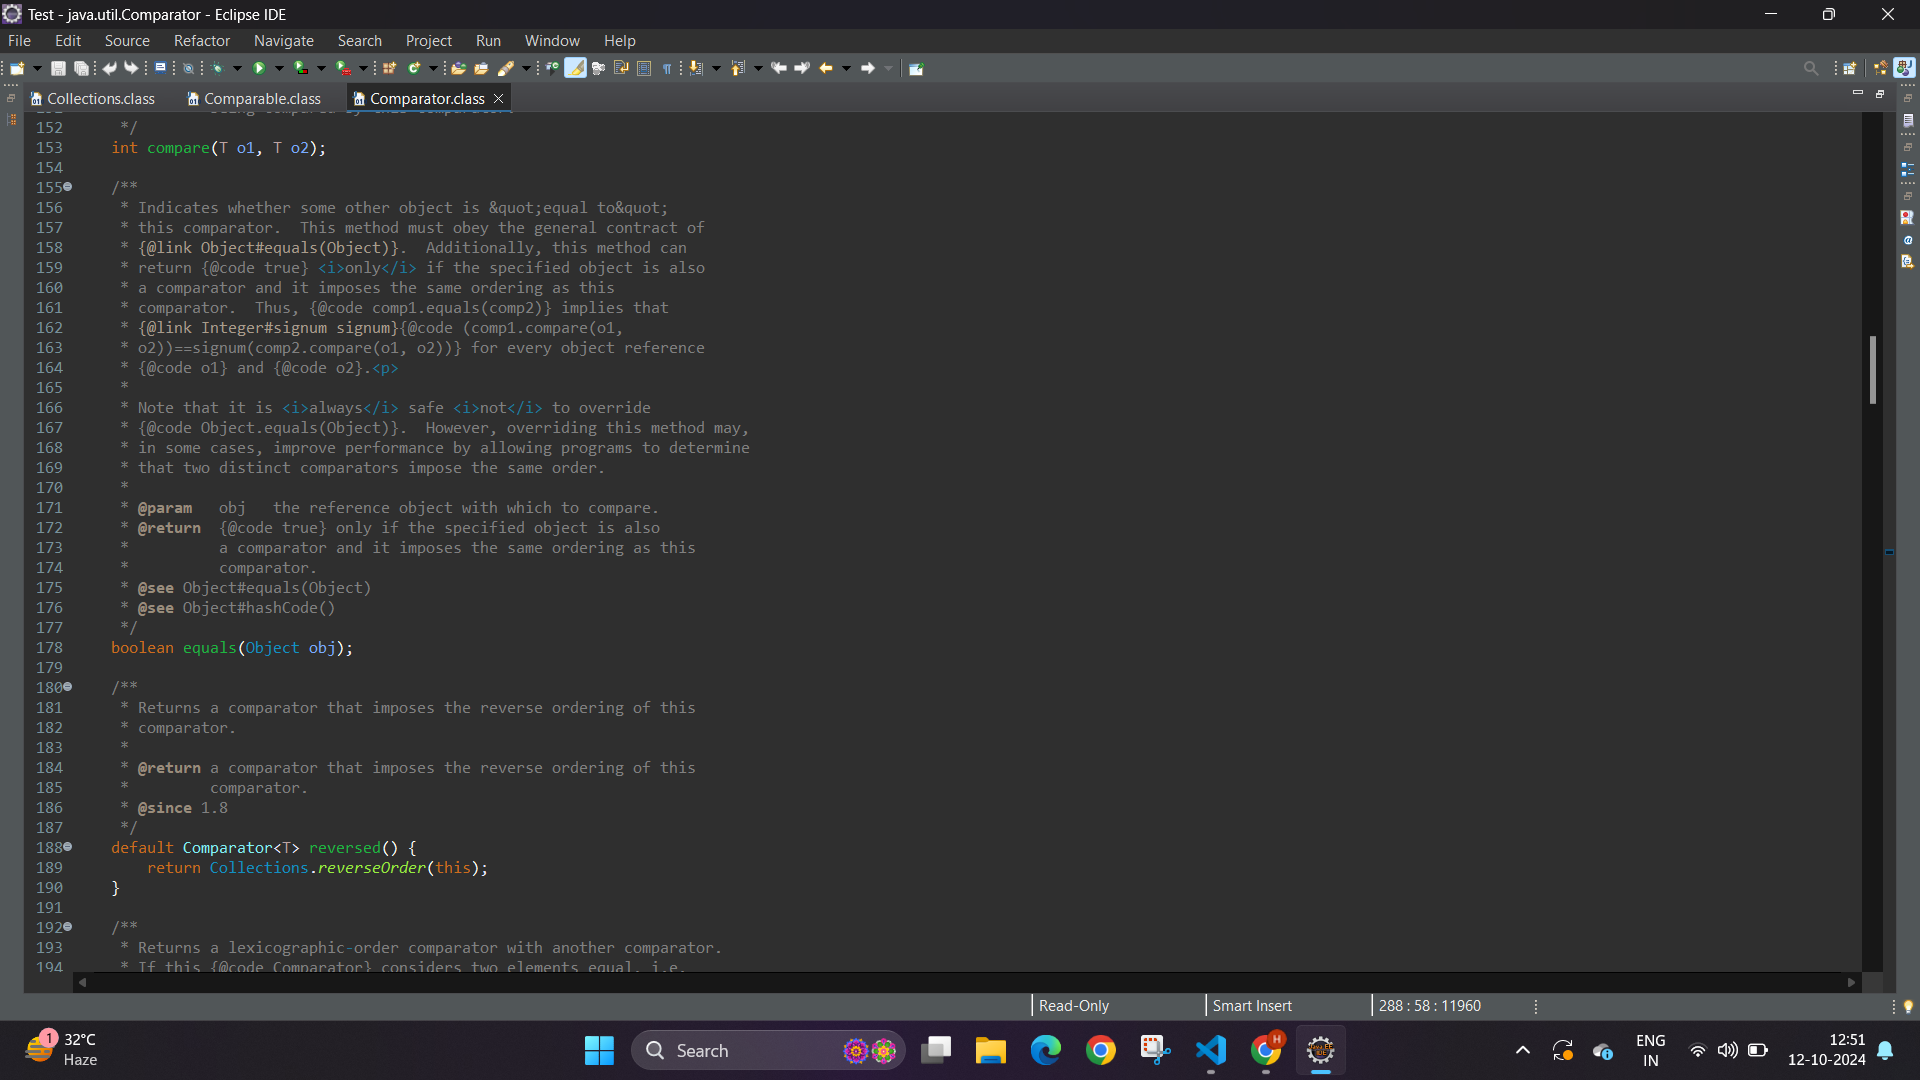 Test - java.util.Comparator - Eclipse IDE
File Edit Source Refactor Navigate Search Project Run Window Help
Collections.class Comparable.class Comparator.class
152 */
153 int compare(T o1, T o2);
154
155 /**
156 * Indicates whether some other object is &quot;equal to&quot;
157 * this comparator.  This method must obey the general contract of
158 * {@link Object#equals(Object)}.  Additionally, this method can
159 * return {@code true} <i>only</i> if the specified object is also
160 * a comparator and it imposes the same ordering as this
161 * comparator.  Thus, {@code comp1.equals(comp2)} implies that
162 * {@link Integer#signum signum}{@code (comp1.compare(o1,
163 * o2))==signum(comp2.compare(o1, o2))} for every object reference
164 * {@code o1} and {@code o2}.<p>
165 *
166 * Note that it is <i>always</i> safe <i>not</i> to override
167 * {@code Object.equals(Object)}.  However, overriding this method may,
168 * in some cases, improve performance by allowing programs to determine
169 * that two distinct comparators impose the same order.
170 *
171 * @param   obj   the reference object with which to compare.
172 * @return  {@code true} only if the specified object is also
173 *          a comparator and it imposes the same ordering as this
174 *          comparator.
175 * @see Object#equals(Object)
176 * @see Object#hashCode()
177 */
178 boolean equals(Object obj);
179
180 /**
181 * Returns a comparator that imposes the reverse ordering of this
182 * comparator.
183 *
184 * @return a comparator that imposes the reverse ordering of this
185 *         comparator.
186 * @since 1.8
187 */
188 default Comparator<T> reversed() {
189 return Collections.reverseOrder(this);
190 }
191
192 /**
193 * Returns a lexicographic-order comparator with another comparator.
194 * If this {@code Comparator} considers two elements equal, i.e.
Read-Only Smart Insert 288 : 58 : 11960
1 32°C
Haze
Search
H
ENG
IN
12:51
12-10-2024